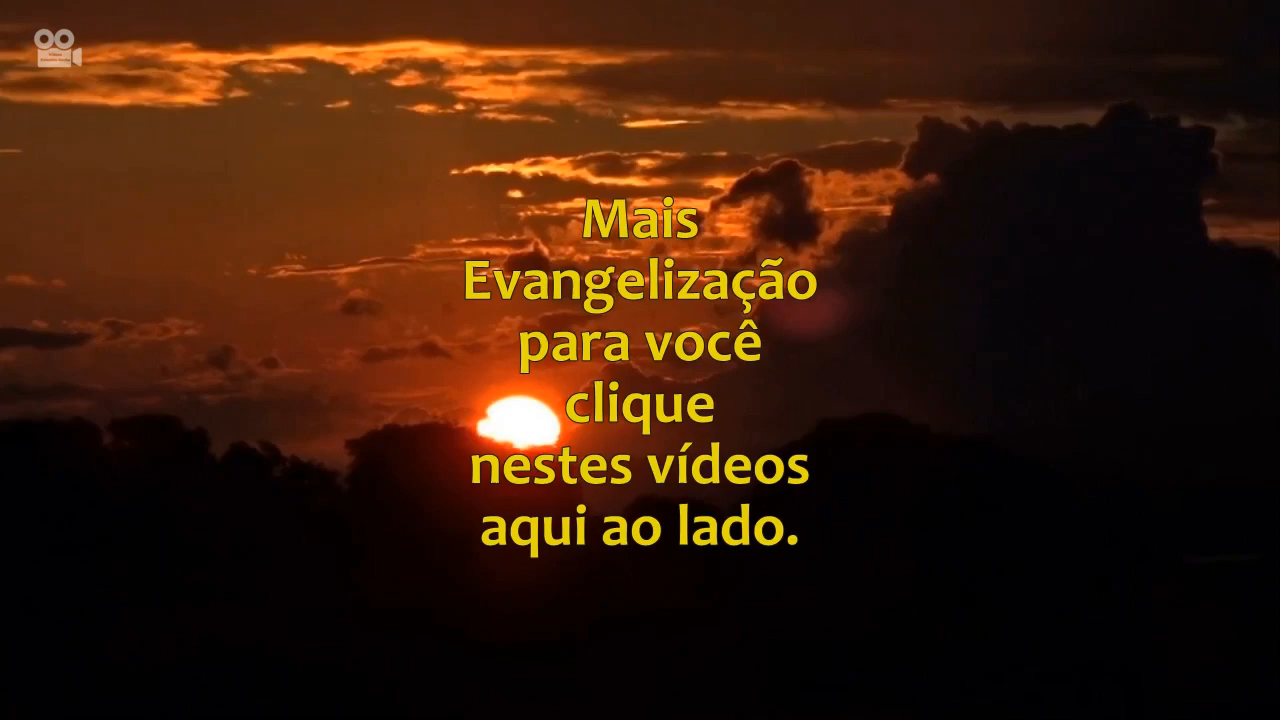 Mais
Evangelização
para você
clique
nestes vídeos
aqui ao lado.